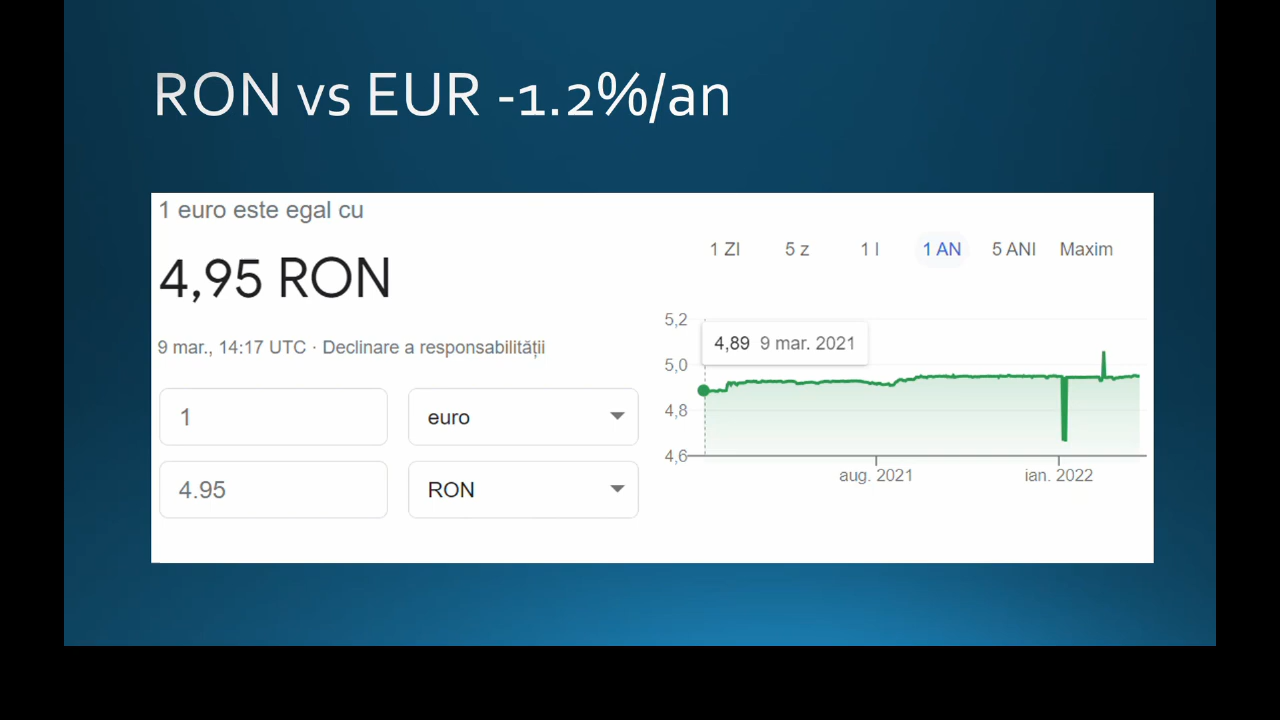 RON vs EUR -1.2%/an
1 euro este egal cu
4,95 RON
9 mar., 14:17 UTC · Declinare a responsabilității
1 euro
4.95 RON
1 ZI 5 z 1 l 1 AN 5 ANI Maxim
5,2
4,89 9 mar. 2021
5,0
4,8
4,6
aug. 2021 ian. 2022